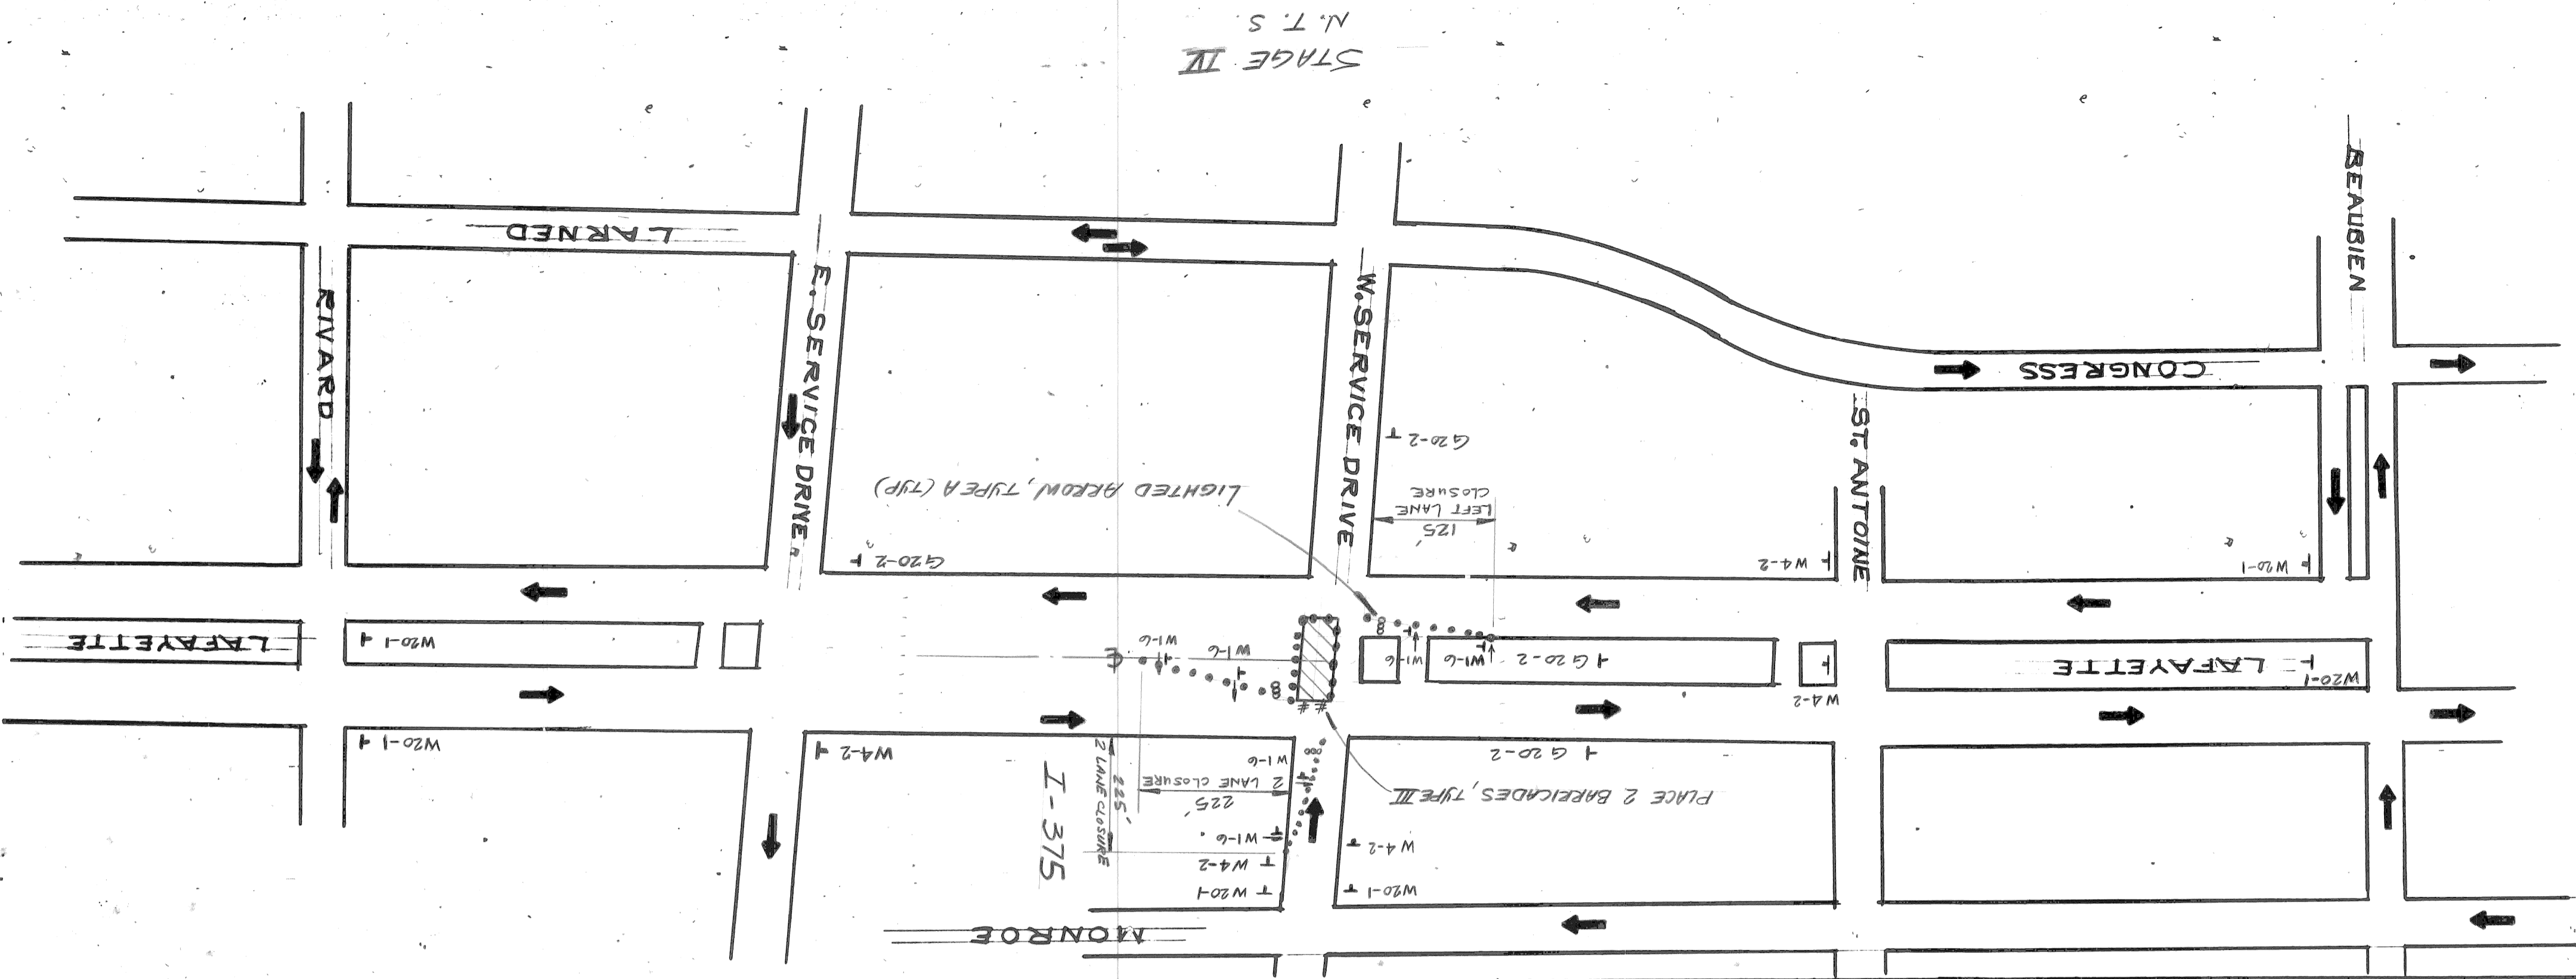 MONROE
W20-1
W20-1
W4-2
W4-2
W1-6
225'
2 LANE CLOSURE
I-375
PLACE 2 BARRICADES, TYPE III
225'
2 LANE CLOSURE
W1-6
G20-2
W4-2
W20-1
W4-2
W20-1
LAFAYETTE
G20-2
W1-6
W1-6
W1-6
W1-6
W20-1
LAFAYETTE
W20-1
W4-2
G20-2
125'
LEFT LANE
CLOSURE
LIGHTED ARROW, TYPE A (TYP)
G20-2
ST. ANTOINE
W. SERVICE DRIVE
E. SERVICE DRIVE
RIVARD
CONGRESS
BEAUBIEN
LARNED
STAGE IV
N.T.S.